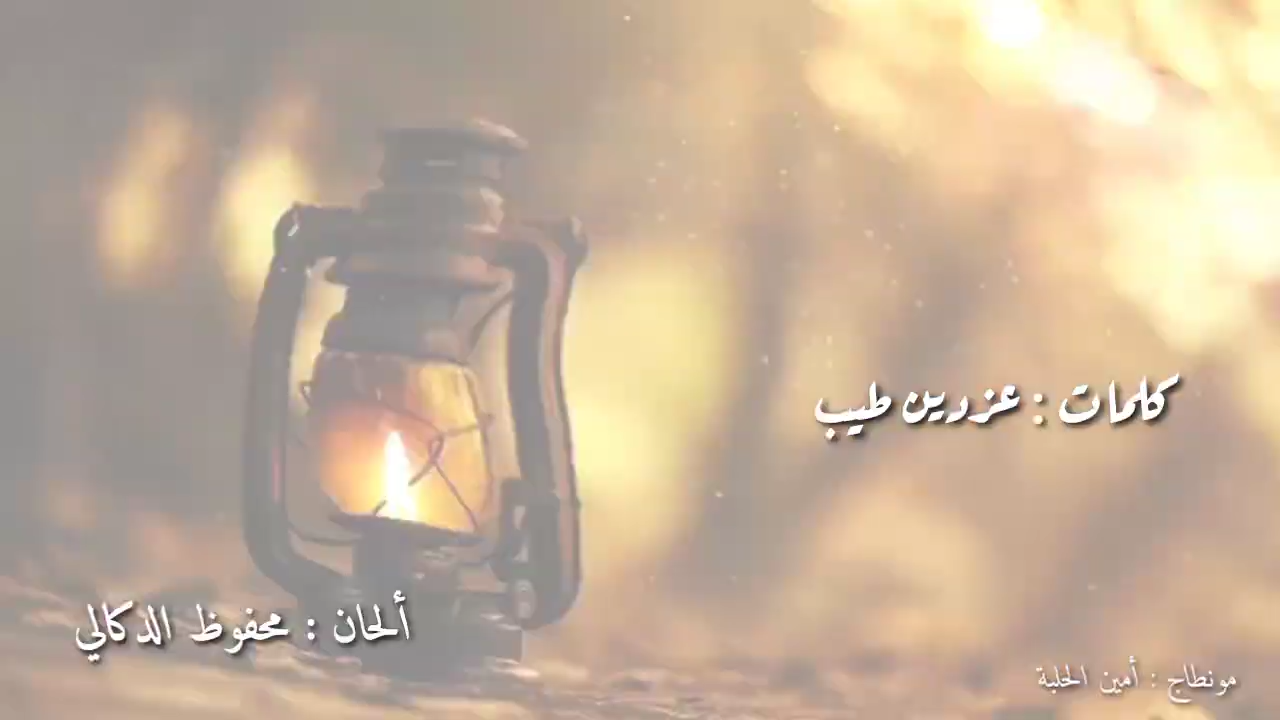 كلمات : عزدين طيب
ألحان : محفوظ الدكالي
مونطاج : أمين الحلبة